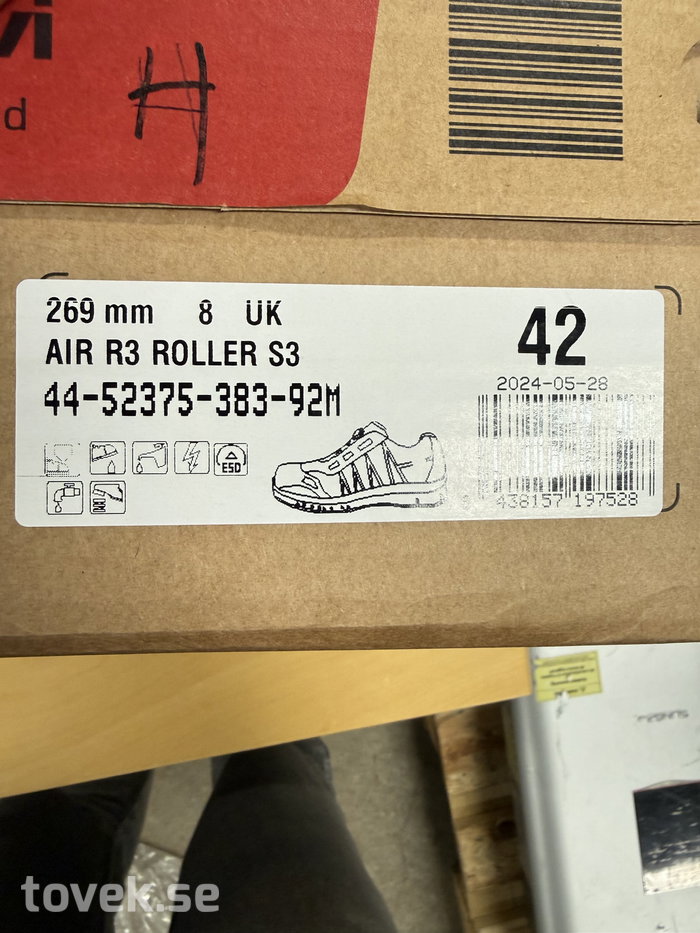 d
H
269 mm 8 UK
42
AIR R3 ROLLER S3
2024-05-28
44-52375-383-92M
ESD
438157 197528
tovek.se